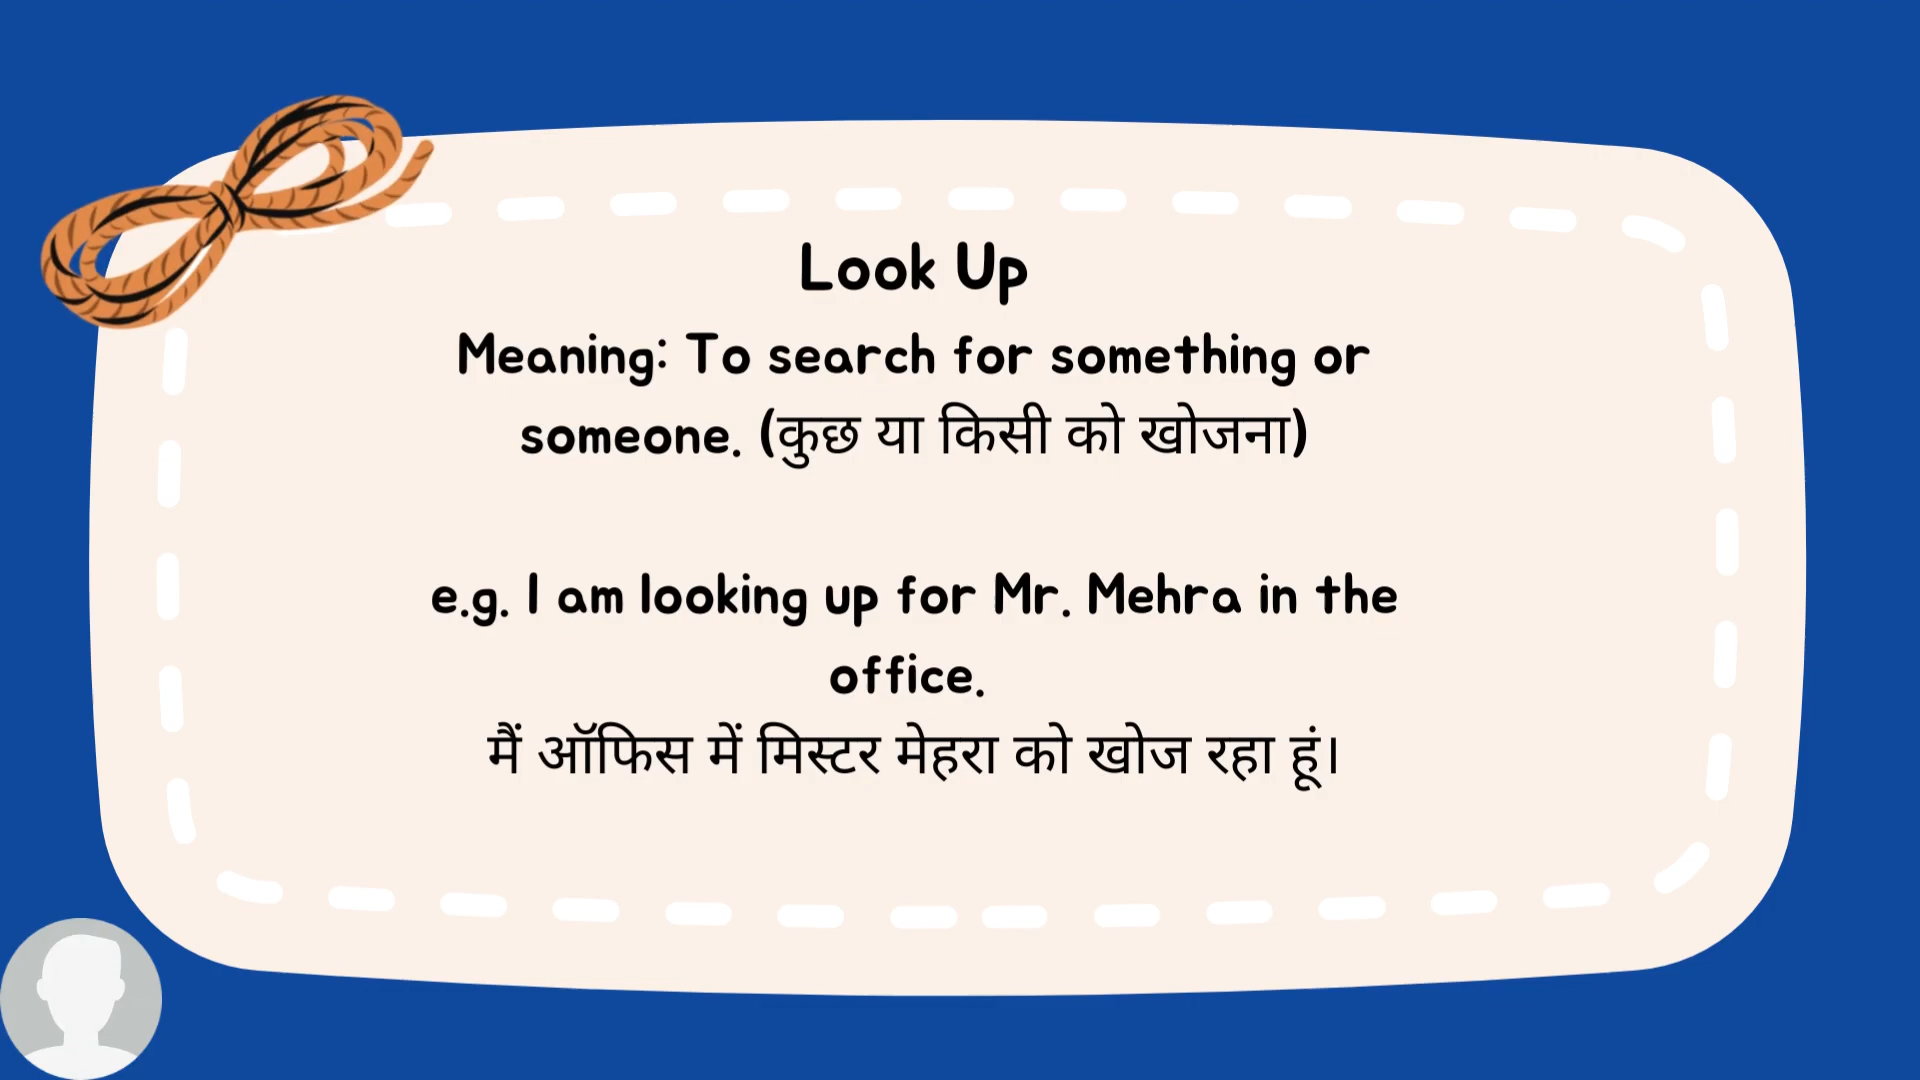 Look Up
Meaning: To search for something or
someone. (कुछ या किसी को खोजना)
e.g. I am looking up for Mr. Mehra in the
office.
मैं ऑफिस में मिस्टर मेहरा को खोज रहा हूं।